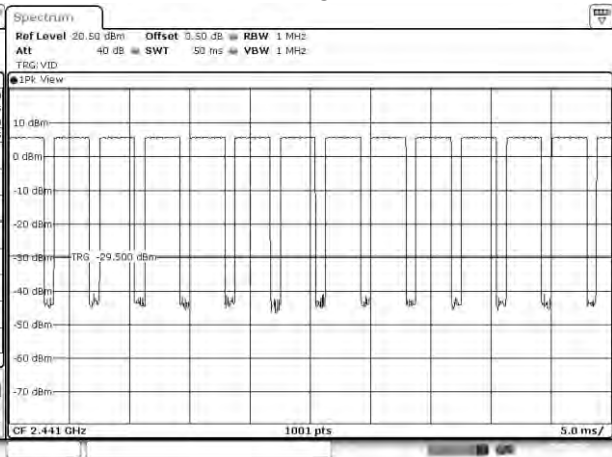 Spectrum
Ref Level 20.50 dBm Offset 0.50 dB RBW 1 MHz
Att 40 dB SWT 50 ms VBW 1 MHz
TRG:VID
1Pk View
10 dBm
0 dBm
-10 dBm
-20 dBm
-30 dBm TRG -29.500 dBm
-40 dBm
-50 dBm
-60 dBm
-70 dBm
CF 2.441 GHz 1001 pts 5.0 ms/